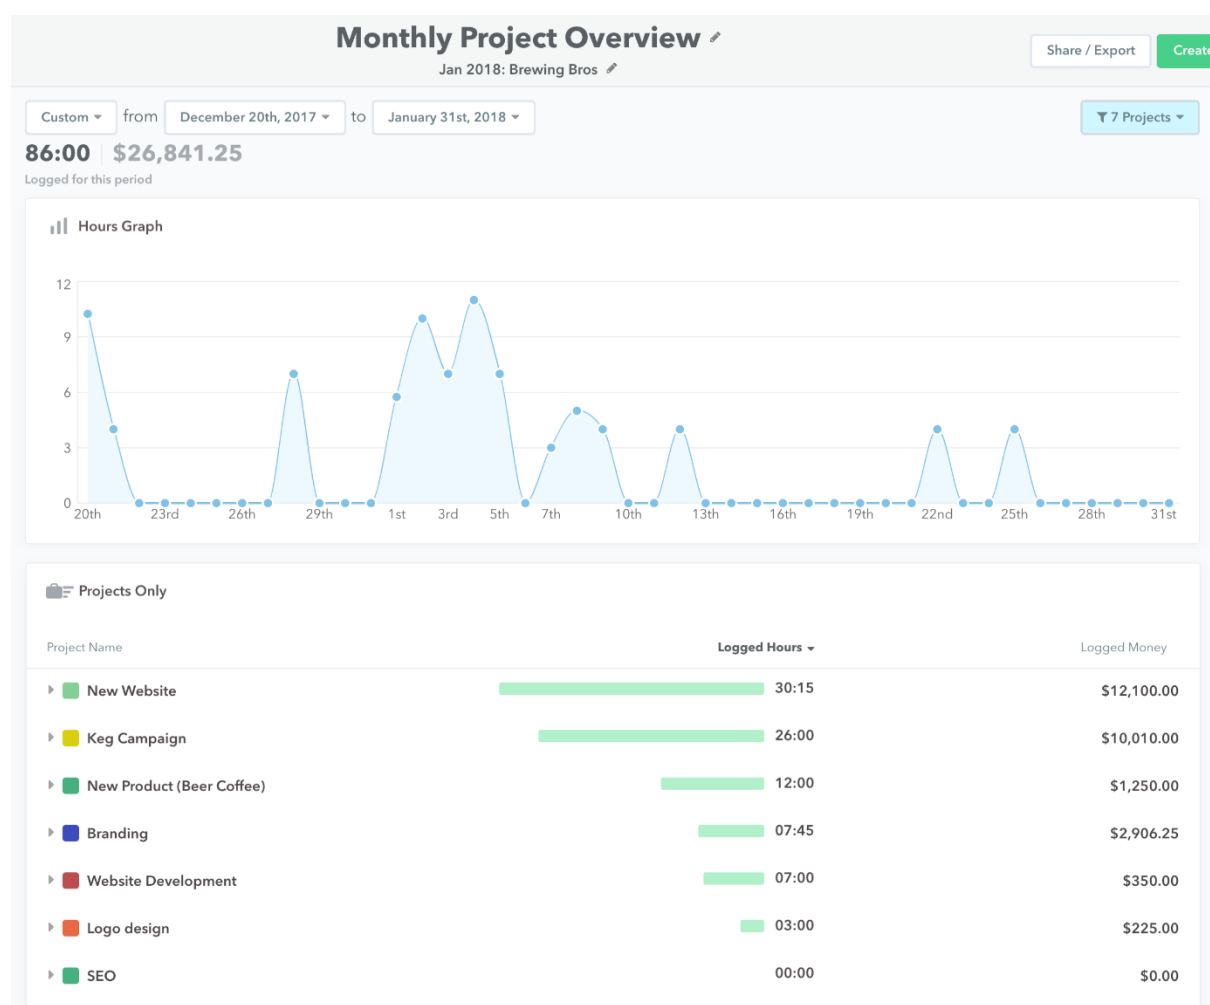 Monthly Project Overview
Jan 2018: Brewing Bros
Share / Export
Create
Custom from December 20th, 2017 to January 31st, 2018
7 Projects
86:00 $26,841.25
Logged for this period
Hours Graph
12
9
6
3
0
20th 23rd 26th 29th 1st 3rd 5th 7th 10th 13th 16th 19th 22nd 25th 28th 31st
Projects Only
Project Name Logged Hours Logged Money
New Website 30:15 $12,100.00
Keg Campaign 26:00 $10,010.00
New Product (Beer Coffee) 12:00 $1,250.00
Branding 07:45 $2,906.25
Website Development 07:00 $350.00
Logo design 03:00 $225.00
SEO 00:00 $0.00